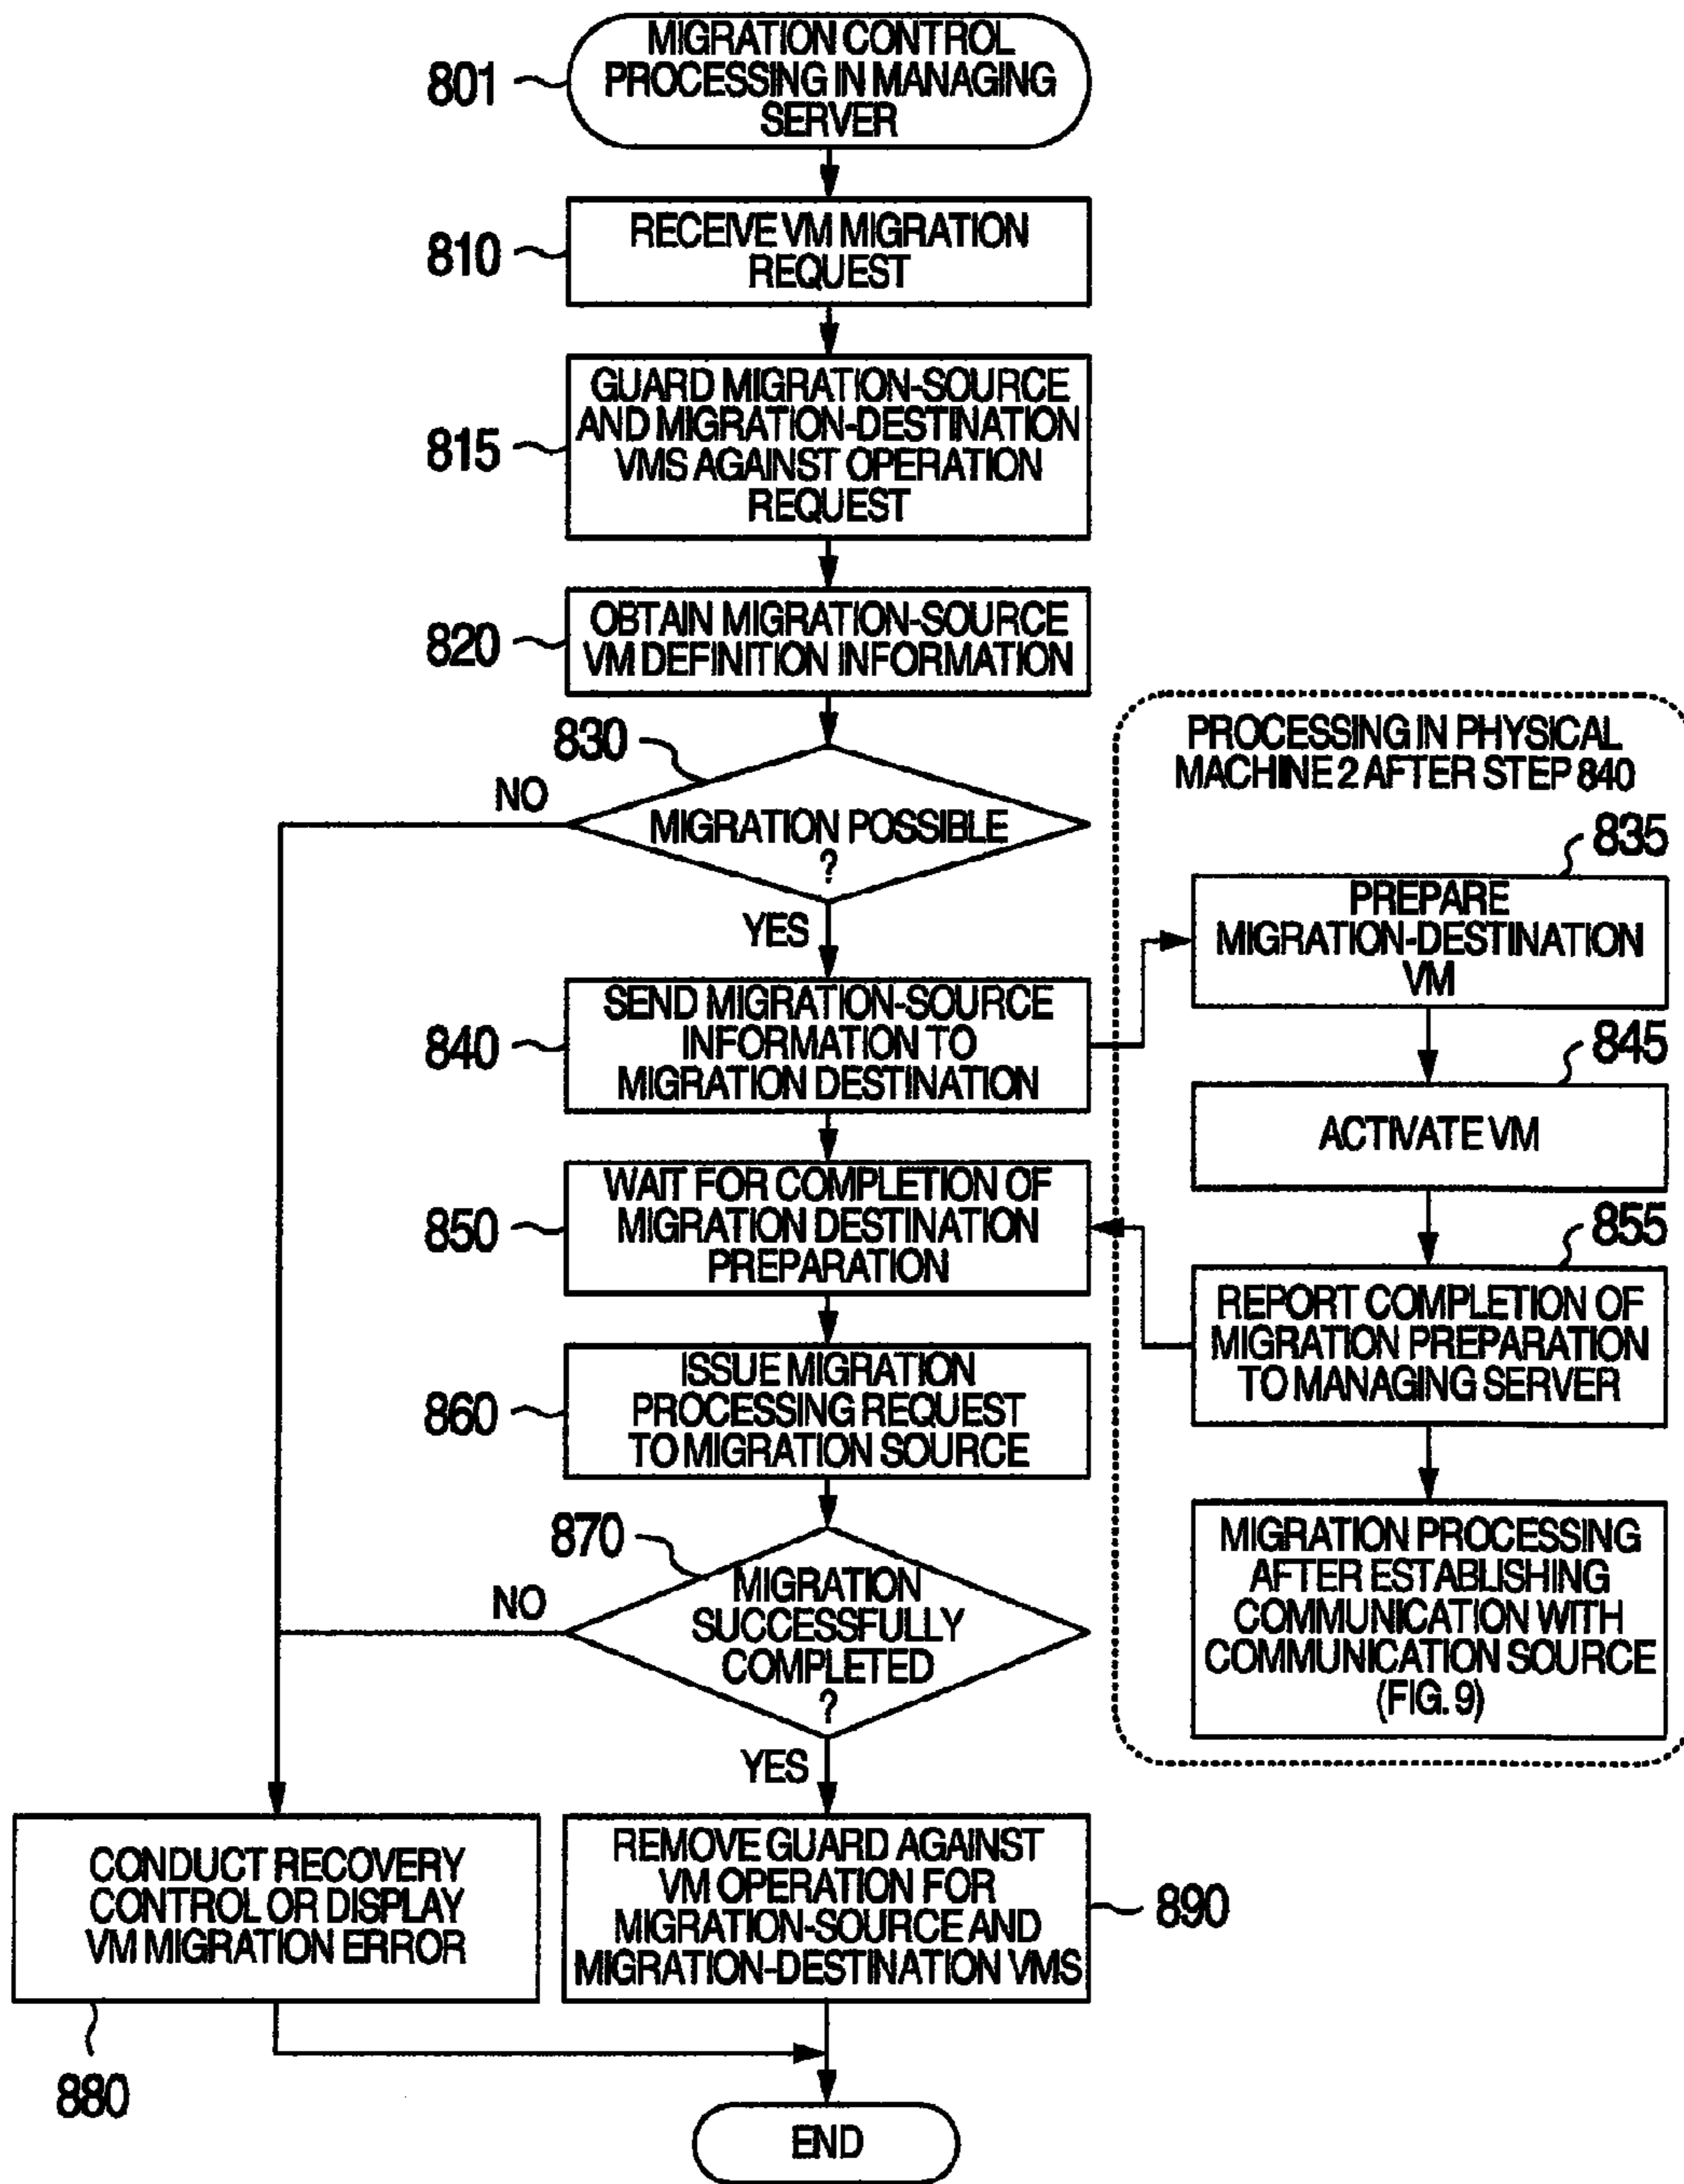 801
MIGRATION CONTROL
PROCESSING IN MANAGING
SERVER
810
RECEIVE VM MIGRATION
REQUEST
815
GUARD MIGRATION-SOURCE
AND MIGRATION-DESTINATION
VMS AGAINST OPERATION
REQUEST
820
OBTAIN MIGRATION-SOURCE
VM DEFINITION INFORMATION
830
NO
MIGRATION POSSIBLE
?
YES
840
SEND MIGRATION-SOURCE
INFORMATION TO
MIGRATION DESTINATION
850
WAIT FOR COMPLETION OF
MIGRATION DESTINATION
PREPARATION
860
ISSUE MIGRATION
PROCESSING REQUEST
TO MIGRATION SOURCE
870
NO
MIGRATION
SUCCESSFULLY
COMPLETED
?
YES
PROCESSING IN PHYSICAL
MACHINE 2 AFTER STEP 840
835
PREPARE
MIGRATION-DESTINATION
VM
845
ACTIVATE VM
855
REPORT COMPLETION OF
MIGRATION PREPARATION
TO MANAGING SERVER
MIGRATION PROCESSING
AFTER ESTABLISHING
COMMUNICATION WITH
COMMUNICATION SOURCE
(FIG. 9)
CONDUCT RECOVERY
CONTROL OR DISPLAY
VM MIGRATION ERROR
880
REMOVE GUARD AGAINST
VM OPERATION FOR
MIGRATION-SOURCE AND
MIGRATION-DESTINATION VMS
890
END